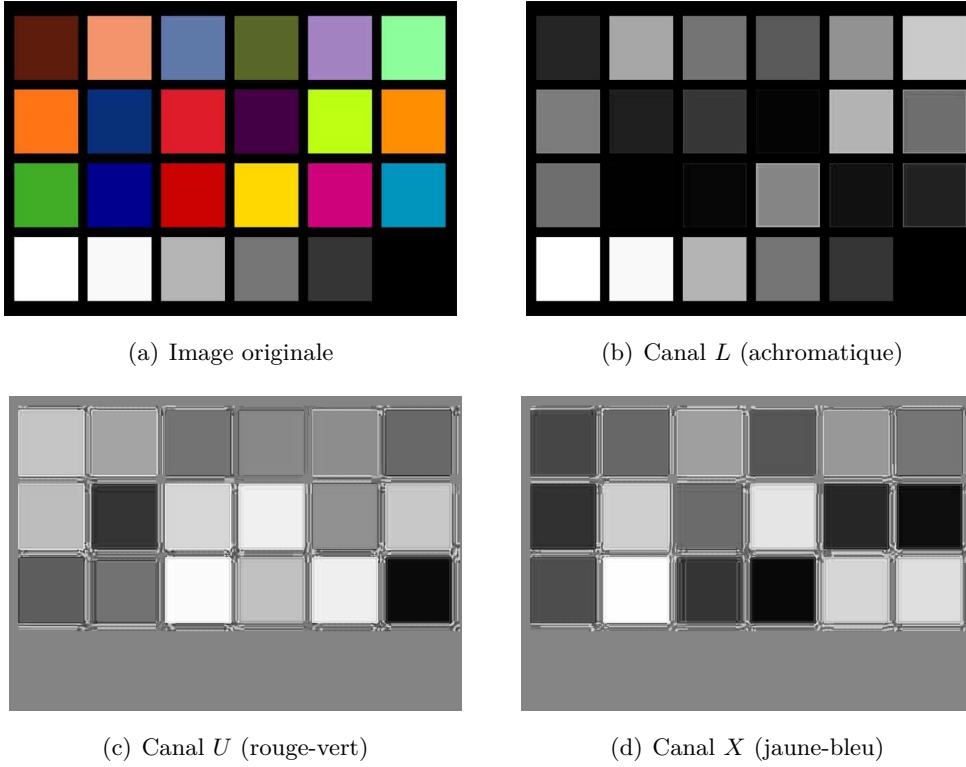 (a) Image originale
(b) Canal L (achromatique)
(c) Canal U (rouge-vert)
(d) Canal X (jaune-bleu)